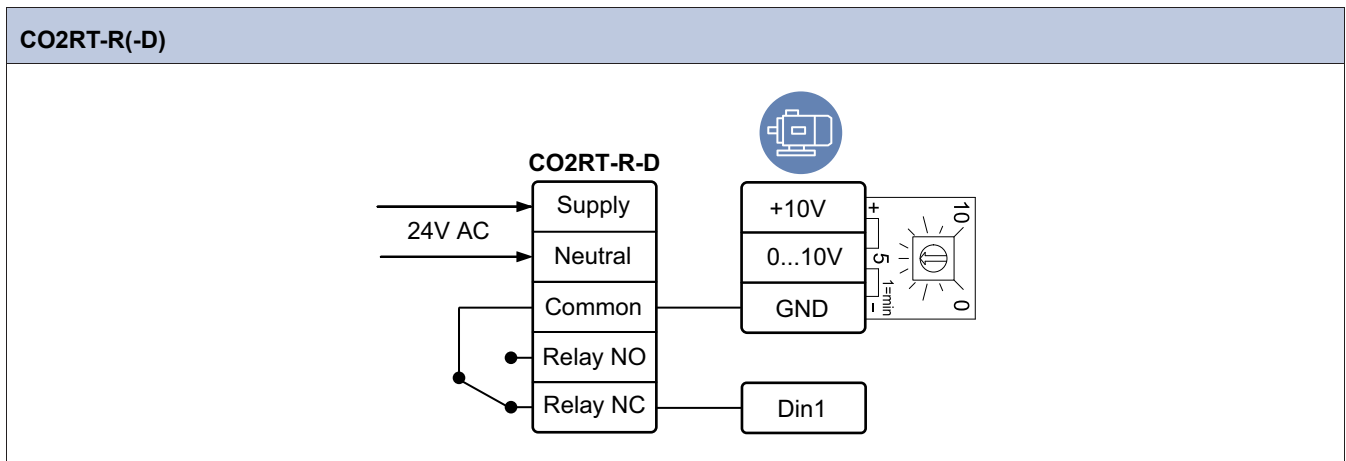 CO2RT-R(-D)
CO2RT-R-D
24V AC
Supply
Neutral
Common
Relay NO
Relay NC
+10V
0...10V
GND
Din1
+
-
10
5
1=min
0